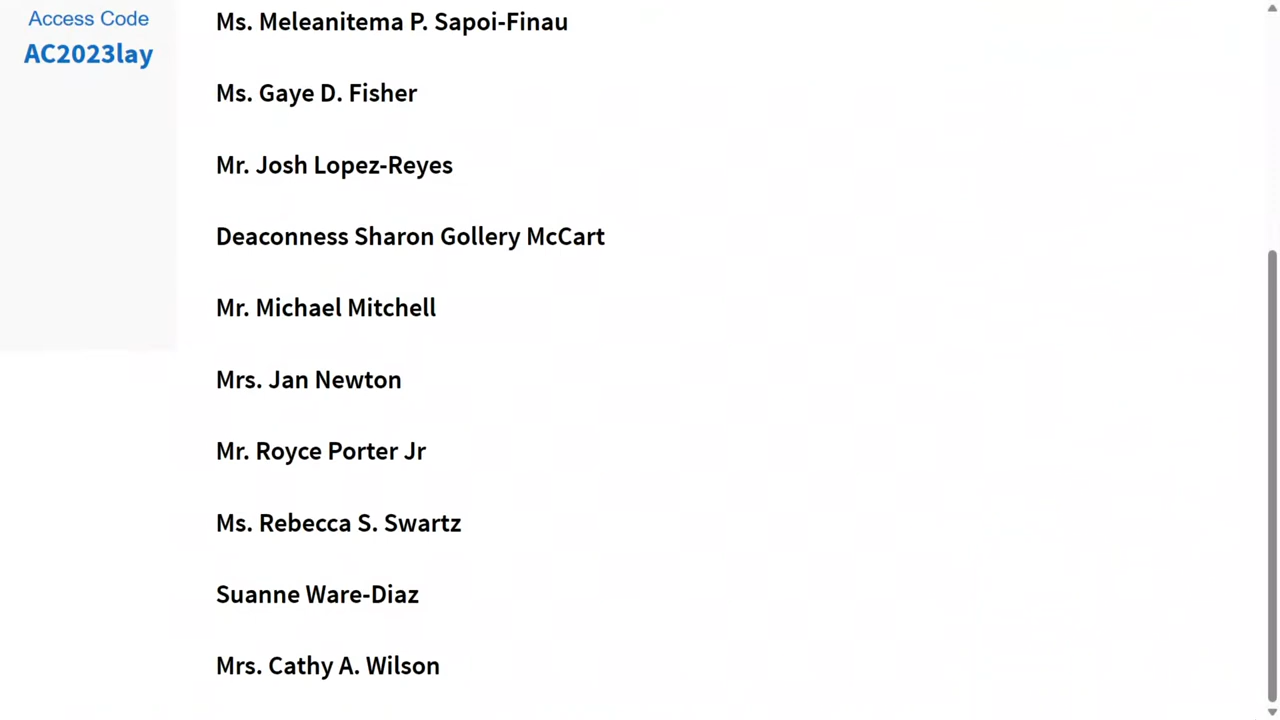 Access Code
AC2023lay
Ms. Meleanitema P. Sapoi-Finau
Ms. Gaye D. Fisher
Mr. Josh Lopez-Reyes
Deaconness Sharon Gollery McCart
Mr. Michael Mitchell
Mrs. Jan Newton
Mr. Royce Porter Jr
Ms. Rebecca S. Swartz
Suanne Ware-Diaz
Mrs. Cathy A. Wilson